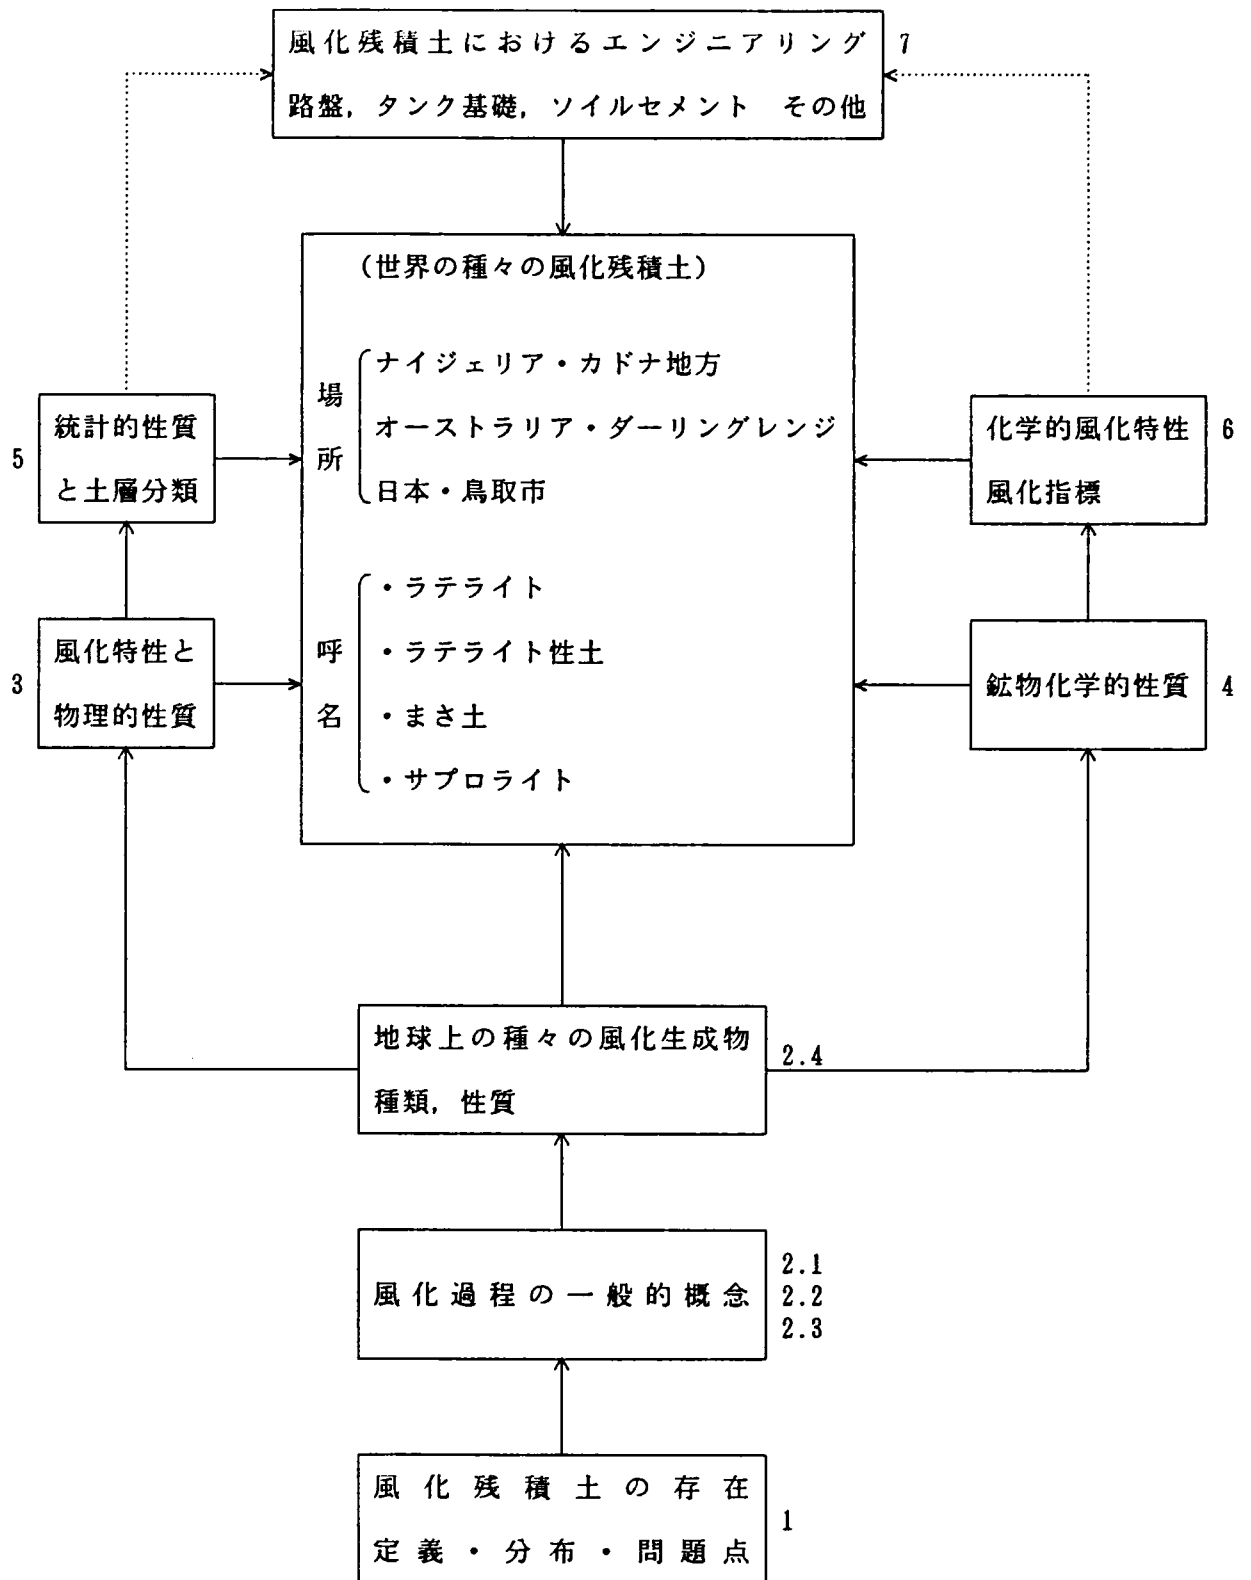 風化残積土におけるエンジニアリング
路盤，タンク基礎，ソイルセメント　その他
7
（世界の種々の風化残積土）
場所
ナイジェリア・カドナ地方
オーストラリア・ダーリングレンジ
日本・鳥取市
呼名
・ラテライト
・ラテライト性土
・まさ土
・サプロライト
統計的性質
と土層分類
5
化学的風化特性
風化指標
6
風化特性と
物理的性質
3
鉱物化学的性質
4
地球上の種々の風化生成物
種類，性質
2.4
風化過程の一般的概念
2.1
2.2
2.3
風化残積土の存在
定義・分布・問題点
1